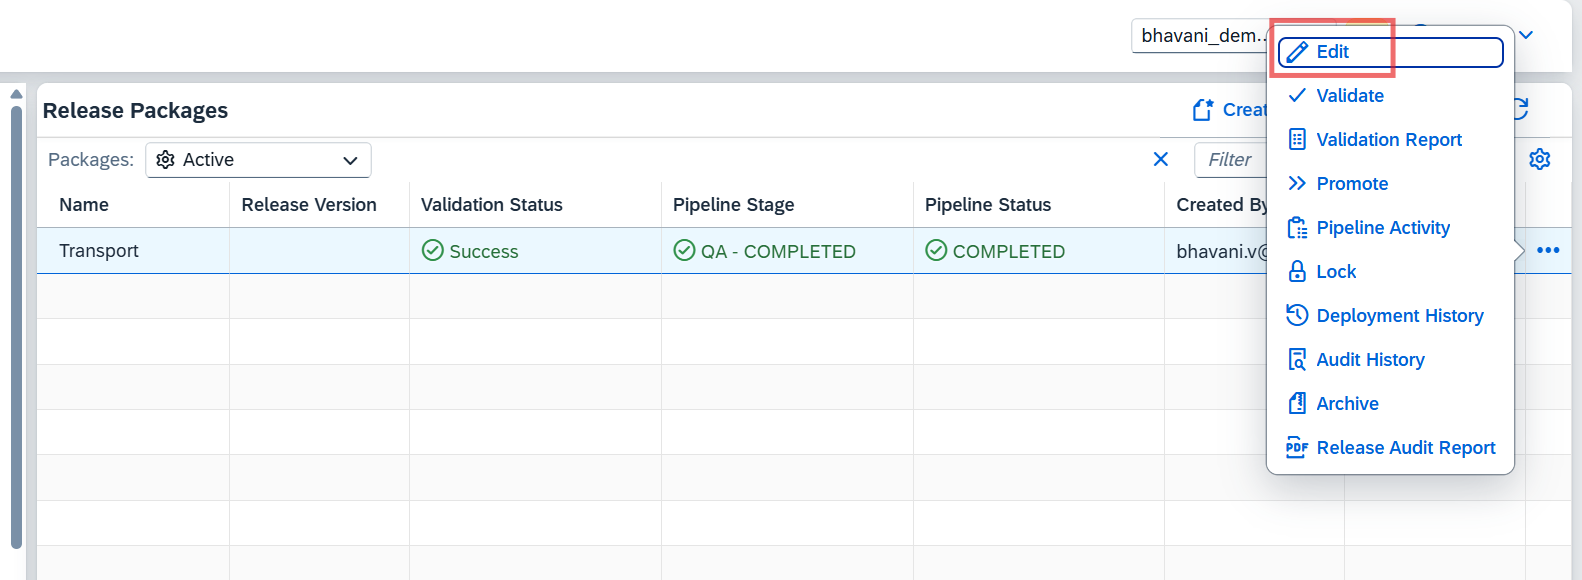 bhavani_dem..
Edit
Release Packages
Creat
Validate
Packages: Active
Filter
Validation Report
Promote
Name Release Version Validation Status Pipeline Stage Pipeline Status Created By
Pipeline Activity
Transport Success QA - COMPLETED COMPLETED bhavani.v@
Lock
Deployment History
Audit History
Archive
PDF Release Audit Report